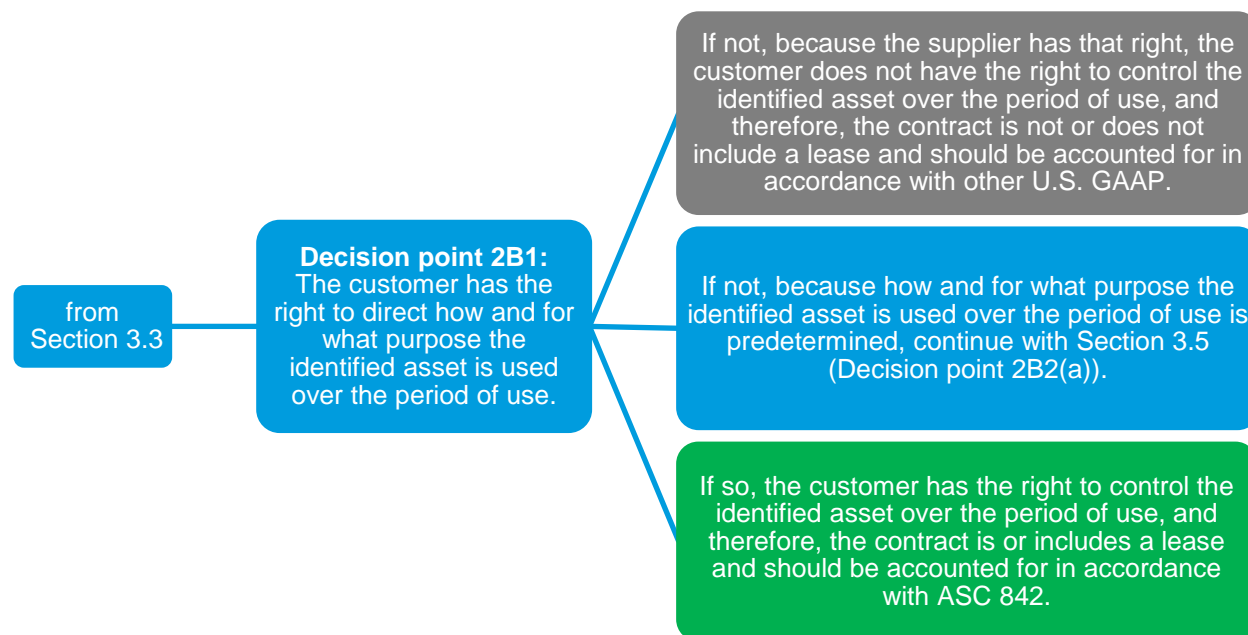 from
Section 3.3
Decision point 2B1:
The customer has the
right to direct how and for
what purpose the
identified asset is used
over the period of use.
If not, because the supplier has that right, the
customer does not have the right to control the
identified asset over the period of use, and
therefore, the contract is not or does not
include a lease and should be accounted for in
accordance with other U.S. GAAP.
If not, because how and for what purpose the
identified asset is used over the period of use is
predetermined, continue with Section 3.5
(Decision point 2B2(a)).
If so, the customer has the right to control the
identified asset over the period of use, and
therefore, the contract is or includes a lease
and should be accounted for in accordance
with ASC 842.